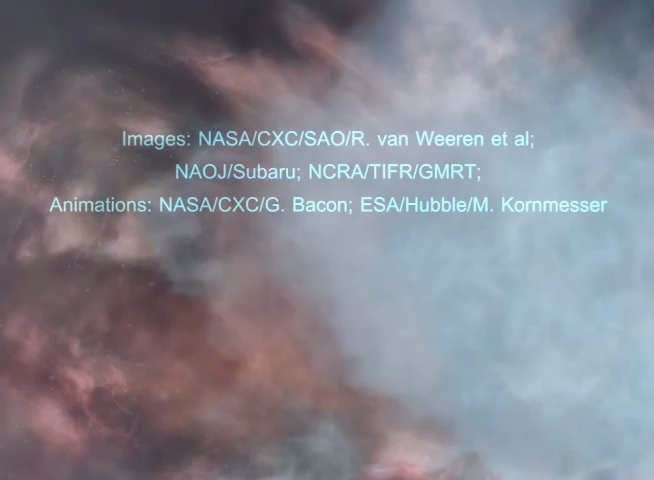 Images: NASA/CXC/SAO/R. van Weeren et al;
NAOJ/Subaru; NCRA/TIFR/GMRT;
Animations: NASA/CXC/G. Bacon; ESA/Hubble/M. Kornmesser